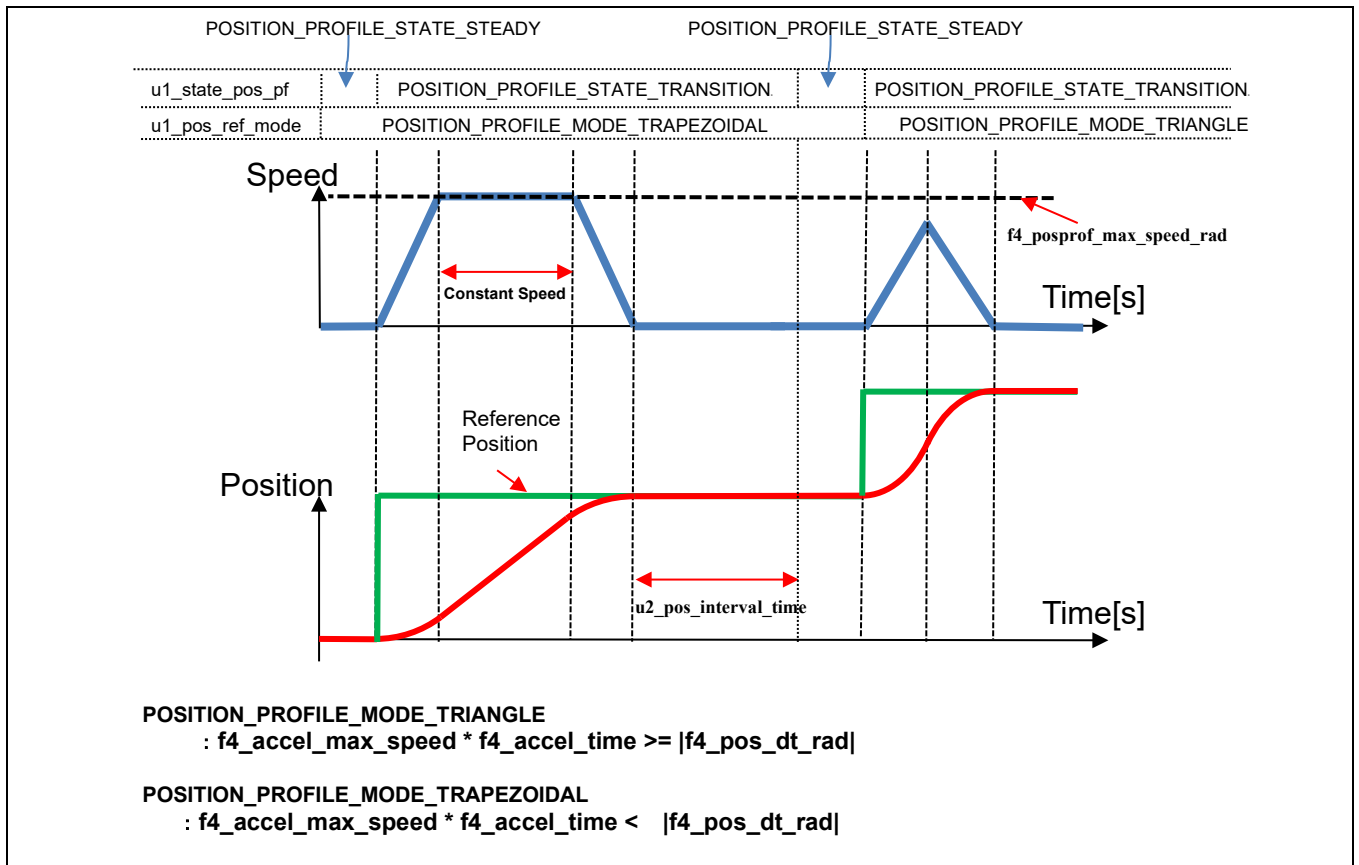 POSITION_PROFILE_STATE_STEADY POSITION_PROFILE_STATE_STEADY
u1_state_pos_pf POSITION_PROFILE_STATE_TRANSITION. POSITION_PROFILE_STATE_TRANSITION.
u1_pos_ref_mode POSITION_PROFILE_MODE_TRAPEZOIDAL POSITION_PROFILE_MODE_TRIANGLE
Speed
f4_posprof_max_speed_rad
Constant Speed
Time[s]
Reference
Position
Position
u2_pos_interval_time
Time[s]
POSITION_PROFILE_MODE_TRIANGLE
: f4_accel_max_speed * f4_accel_time >= |f4_pos_dt_rad|
POSITION_PROFILE_MODE_TRAPEZOIDAL
: f4_accel_max_speed * f4_accel_time < |f4_pos_dt_rad|